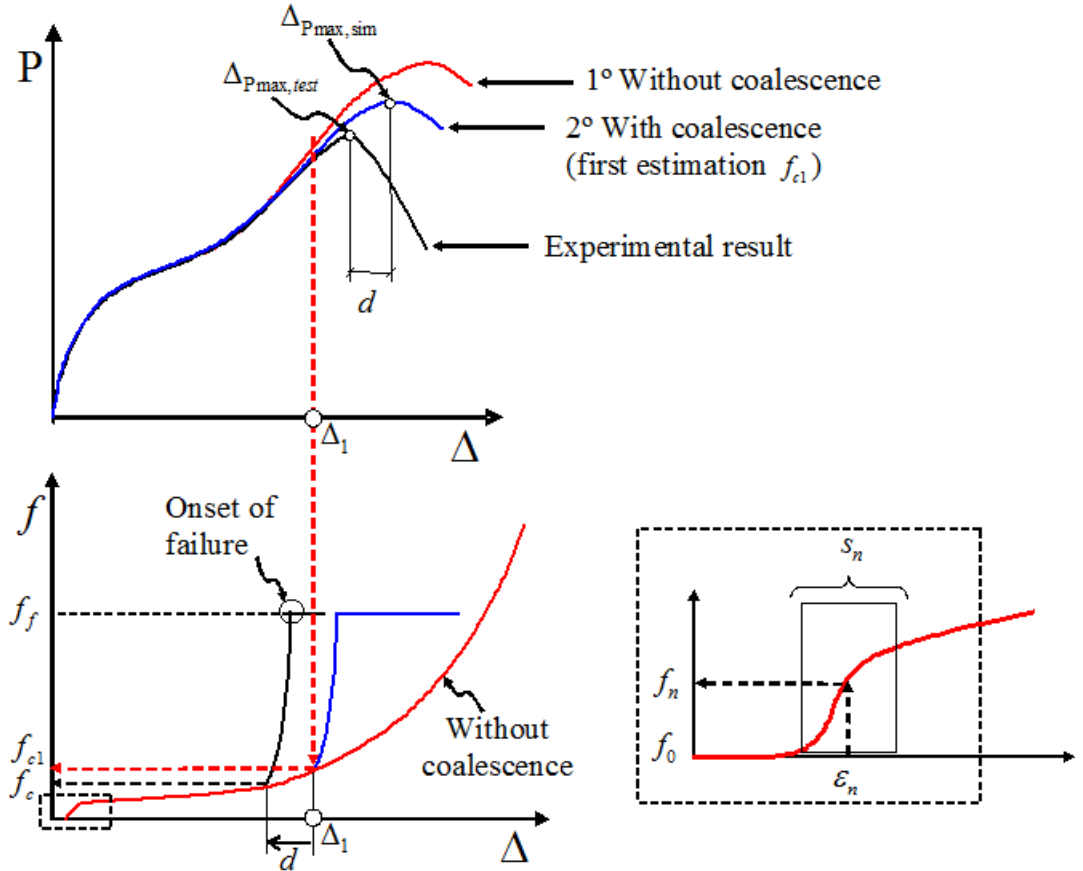 P
Δ_Pmax,sim
Δ_Pmax,test
1º Without coalescence
2º With coalescence
(first estimation f_c1)
Experimental result
d
Δ_1
Δ
f
Onset of
failure
f_f
f_c1
f_c
Without
coalescence
d
Δ_1
Δ
s_n
f_n
f_0
ε_n